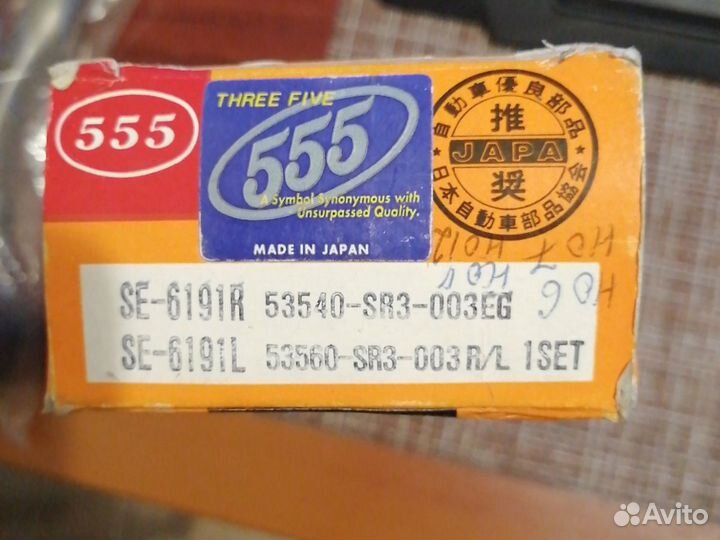 555
THREE FIVE
555
A Symbol Synonymous with
Unsurpassed Quality.
MADE IN JAPAN
自動車優良部品
推
JAPA
奨
★日本自動車部品協会★
SE-6191R 53540-SR3-003EG
SE-6191L 53560-SR3-003R/L 1SET
Avito